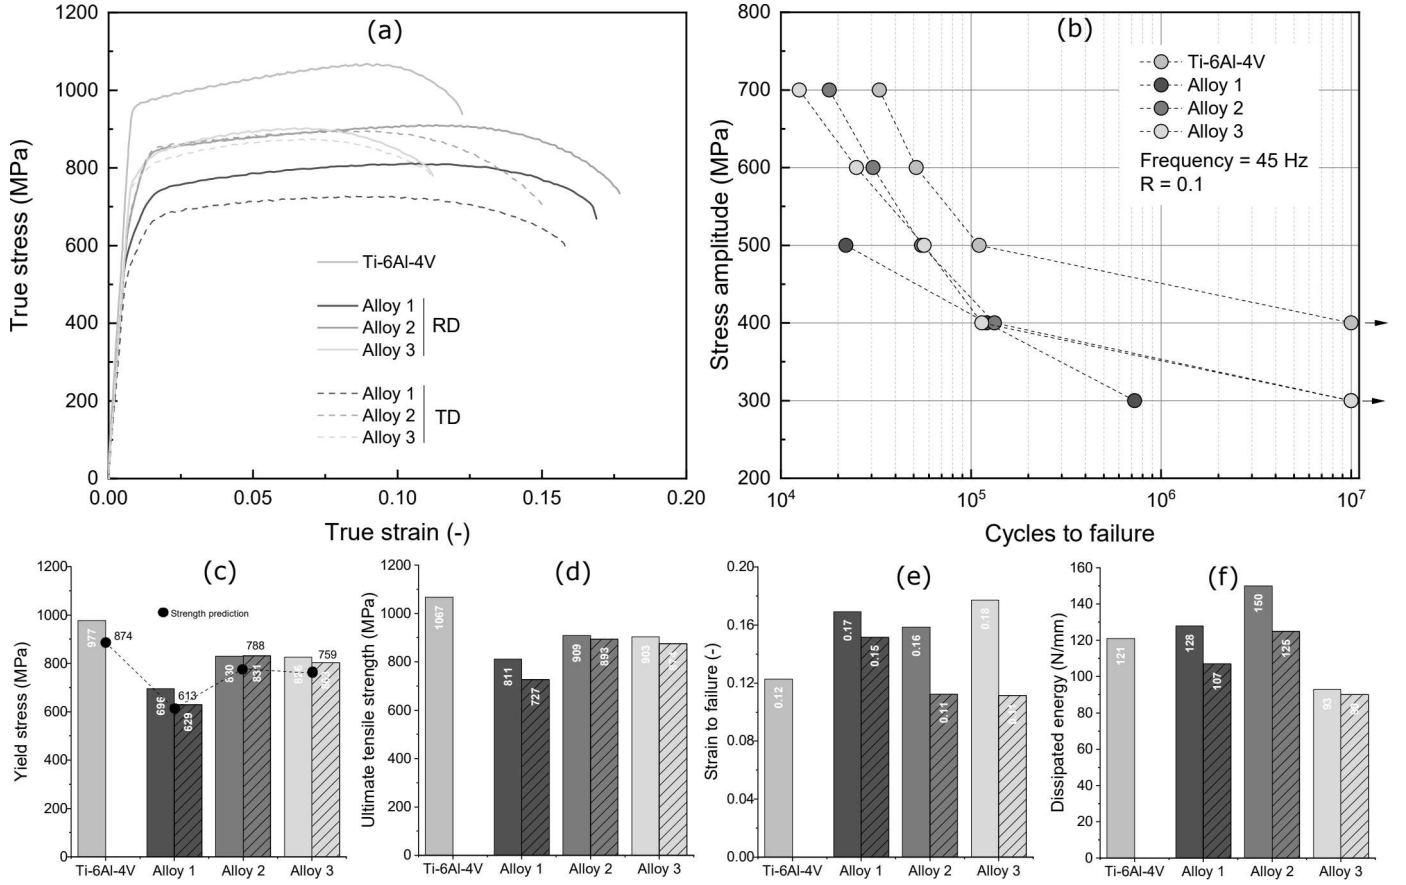 (a)
True stress (MPa)
1200
1000
800
600
400
200
0
0.00 0.05 0.10 0.15 0.20
True strain (-)
Ti-6Al-4V
Alloy 1
Alloy 2
Alloy 3
RD
Alloy 1
Alloy 2
Alloy 3
TD
(b)
Stress amplitude (MPa)
800
700
600
500
400
300
200
10⁴ 10⁵ 10⁶ 10⁷
Cycles to failure
Ti-6Al-4V
Alloy 1
Alloy 2
Alloy 3
Frequency = 45 Hz
R = 0.1
(c)
Yield stress (MPa)
1200
1000
800
600
400
200
0
Strength prediction
977
874
696
613
629
830
788
831
759
Ti-6Al-4V Alloy 1 Alloy 2 Alloy 3
(d)
Ultimate tensile strength (MPa)
1200
1000
800
600
400
200
0
1067
811
727
909
893
903
Ti-6Al-4V Alloy 1 Alloy 2 Alloy 3
(e)
Strain to failure (-)
0.20
0.16
0.12
0.08
0.04
0.00
0.12
0.17
0.15
0.16
0.11
0.18
Ti-6Al-4V Alloy 1 Alloy 2 Alloy 3
(f)
Dissipated energy (N/mm)
160
140
120
100
80
60
40
20
0
121
128
107
150
125
93
Ti-6Al-4V Alloy 1 Alloy 2 Alloy 3